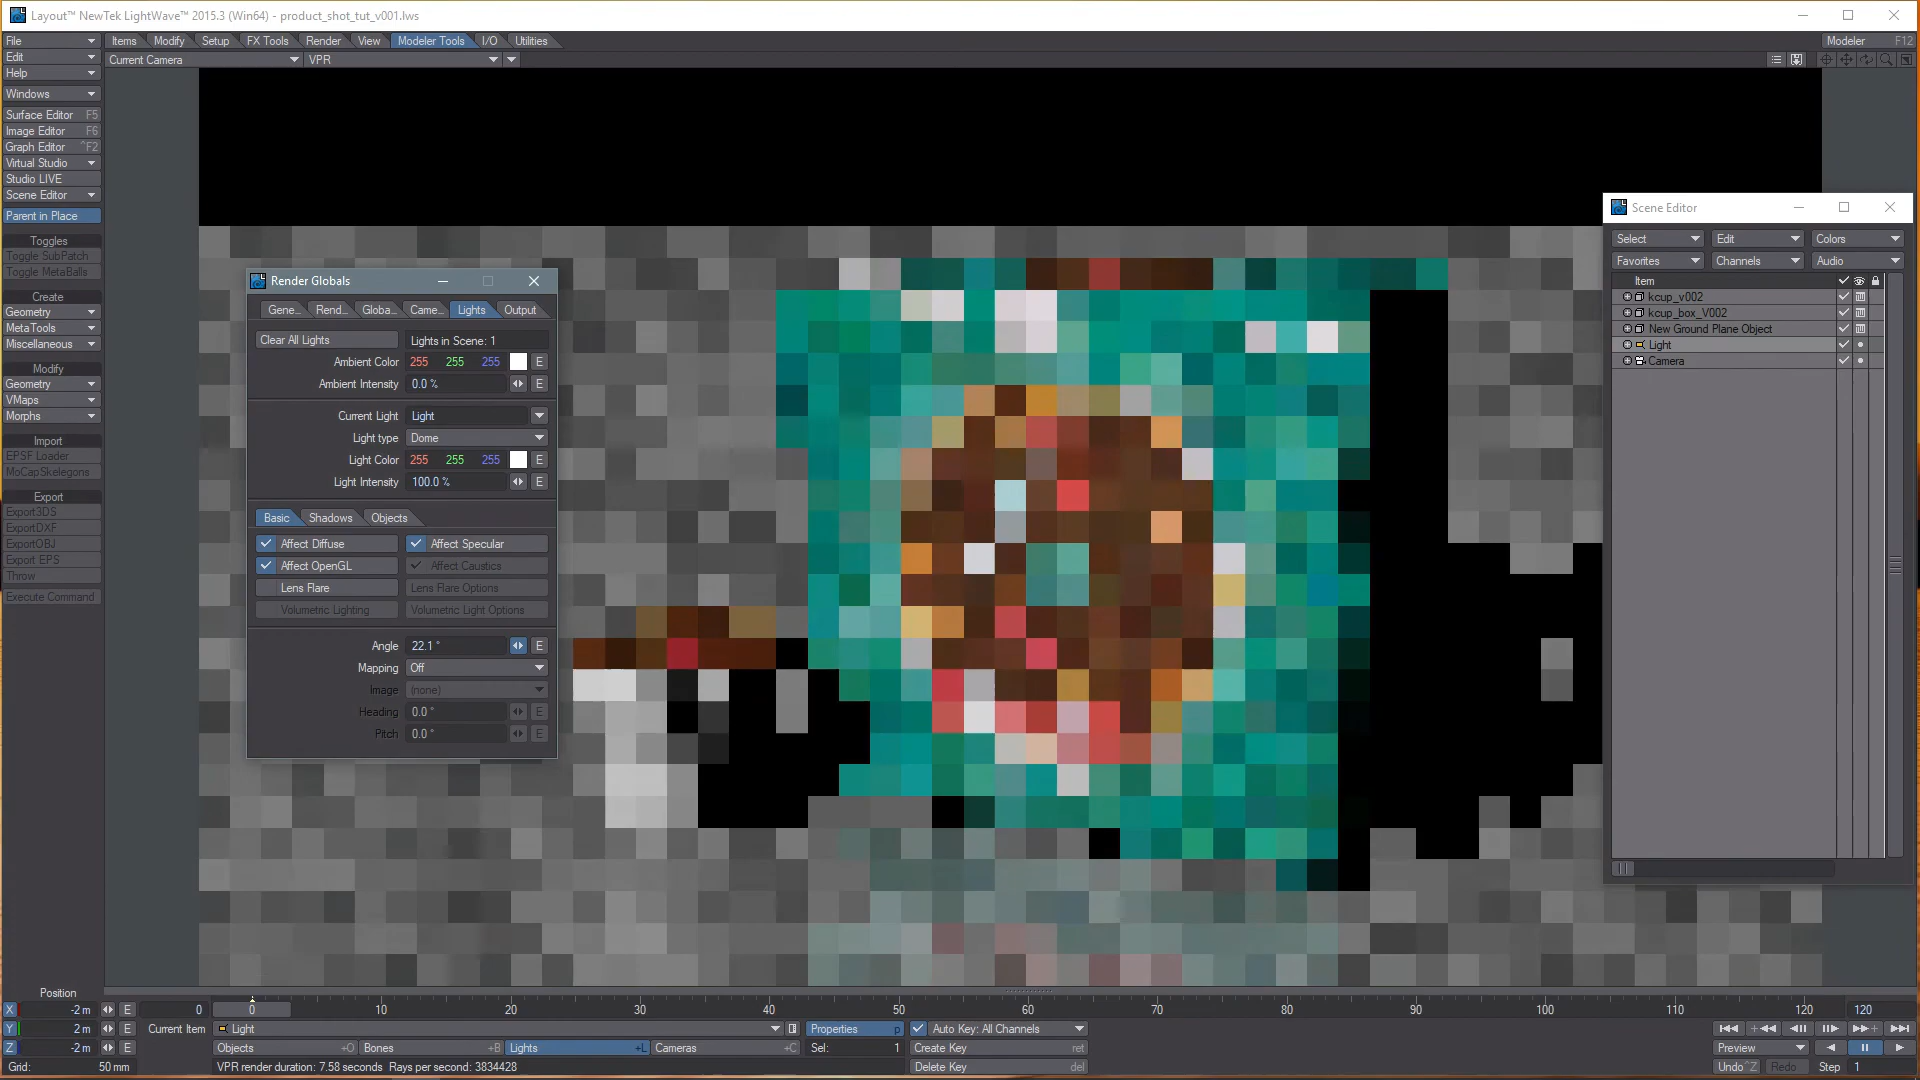 Layout™ NewTek LightWave™ 2015.3 (Win64) - product_shot_tut_v001.lws
File
Items
Modify
Setup
FX Tools
Render
View
Modeler Tools
I/O
Utilities
Modeler F12
Edit
Current Camera
VPR
Help
Windows
Surface Editor F5
Image Editor F6
Graph Editor ^F2
Virtual Studio
Studio LIVE
Scene Editor
Parent in Place
Toggles
Toggle SubPatch
Toggle MetaBalls
Create
Geometry
MetaTools
Miscellaneous
Modify
Geometry
VMaps
Morphs
Import
EPSF Loader
MoCapSkelegons
Export
Export3DS
ExportDXF
ExportOBJ
Export EPS
Throw
Execute Command
Render Globals
Gene...
Rend...
Globa...
Came...
Lights
Output
Clear All Lights
Lights in Scene: 1
Ambient Color 255 255 255 E
Ambient Intensity 0.0 % E
Current Light Light
Light type Dome
Light Color 255 255 255 E
Light Intensity 100.0 % E
Basic
Shadows
Objects
Affect Diffuse
Affect Specular
Affect OpenGL
Affect Caustics
Lens Flare
Lens Flare Options
Volumetric Lighting
Volumetric Light Options
Angle 22.1 ° E
Mapping Off
Image (none)
Heading 0.0 ° E
Pitch 0.0 ° E
Scene Editor
Select
Edit
Colors
Favorites
Channels
Audio
Item
kcup_v002
kcup_box_V002
New Ground Plane Object
Light
Camera
Position
X -2 m E
Y 2 m E
Z -2 m E
Grid: 50 mm
0 0 10 20 30 40 50 60 70 80 90 100 110 120 120
Current Item Light
Properties p
Auto Key: All Channels
Objects +O
Bones +B
Lights +L
Cameras +C
Sel: 1
Create Key ret
Preview
VPR render duration: 7.58 seconds Rays per second: 3834428
Delete Key del
Undo ^Z
Redo
Step 1